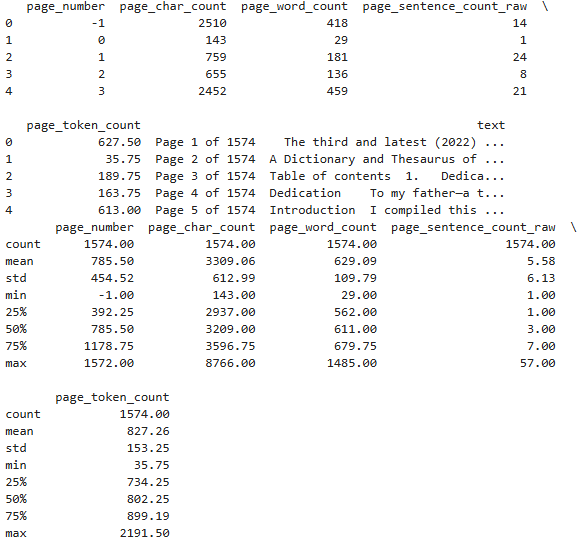 page_number page_char_count page_word_count page_sentence_count_raw \
0 -1 2510 418 14
1 0 143 29 1
2 1 759 181 24
3 2 655 136 8
4 3 2452 459 21
page_token_count text
0 627.50 Page 1 of 1574 The third and latest (2022) ...
1 35.75 Page 2 of 1574 A Dictionary and Thesaurus of ...
2 189.75 Page 3 of 1574 Table of contents 1. Dedica...
3 163.75 Page 4 of 1574 Dedication To my father—a t...
4 613.00 Page 5 of 1574 Introduction I compiled this ...
page_number page_char_count page_word_count page_sentence_count_raw \
count 1574.00 1574.00 1574.00 1574.00
mean 785.50 3309.06 629.09 5.58
std 454.52 612.99 109.79 6.13
min -1.00 143.00 29.00 1.00
25% 392.25 2937.00 562.00 1.00
50% 785.50 3209.00 611.00 3.00
75% 1178.75 3596.75 679.75 7.00
max 1572.00 8766.00 1485.00 57.00
page_token_count
count 1574.00
mean 827.26
std 153.25
min 35.75
25% 734.25
50% 802.25
75% 899.19
max 2191.50